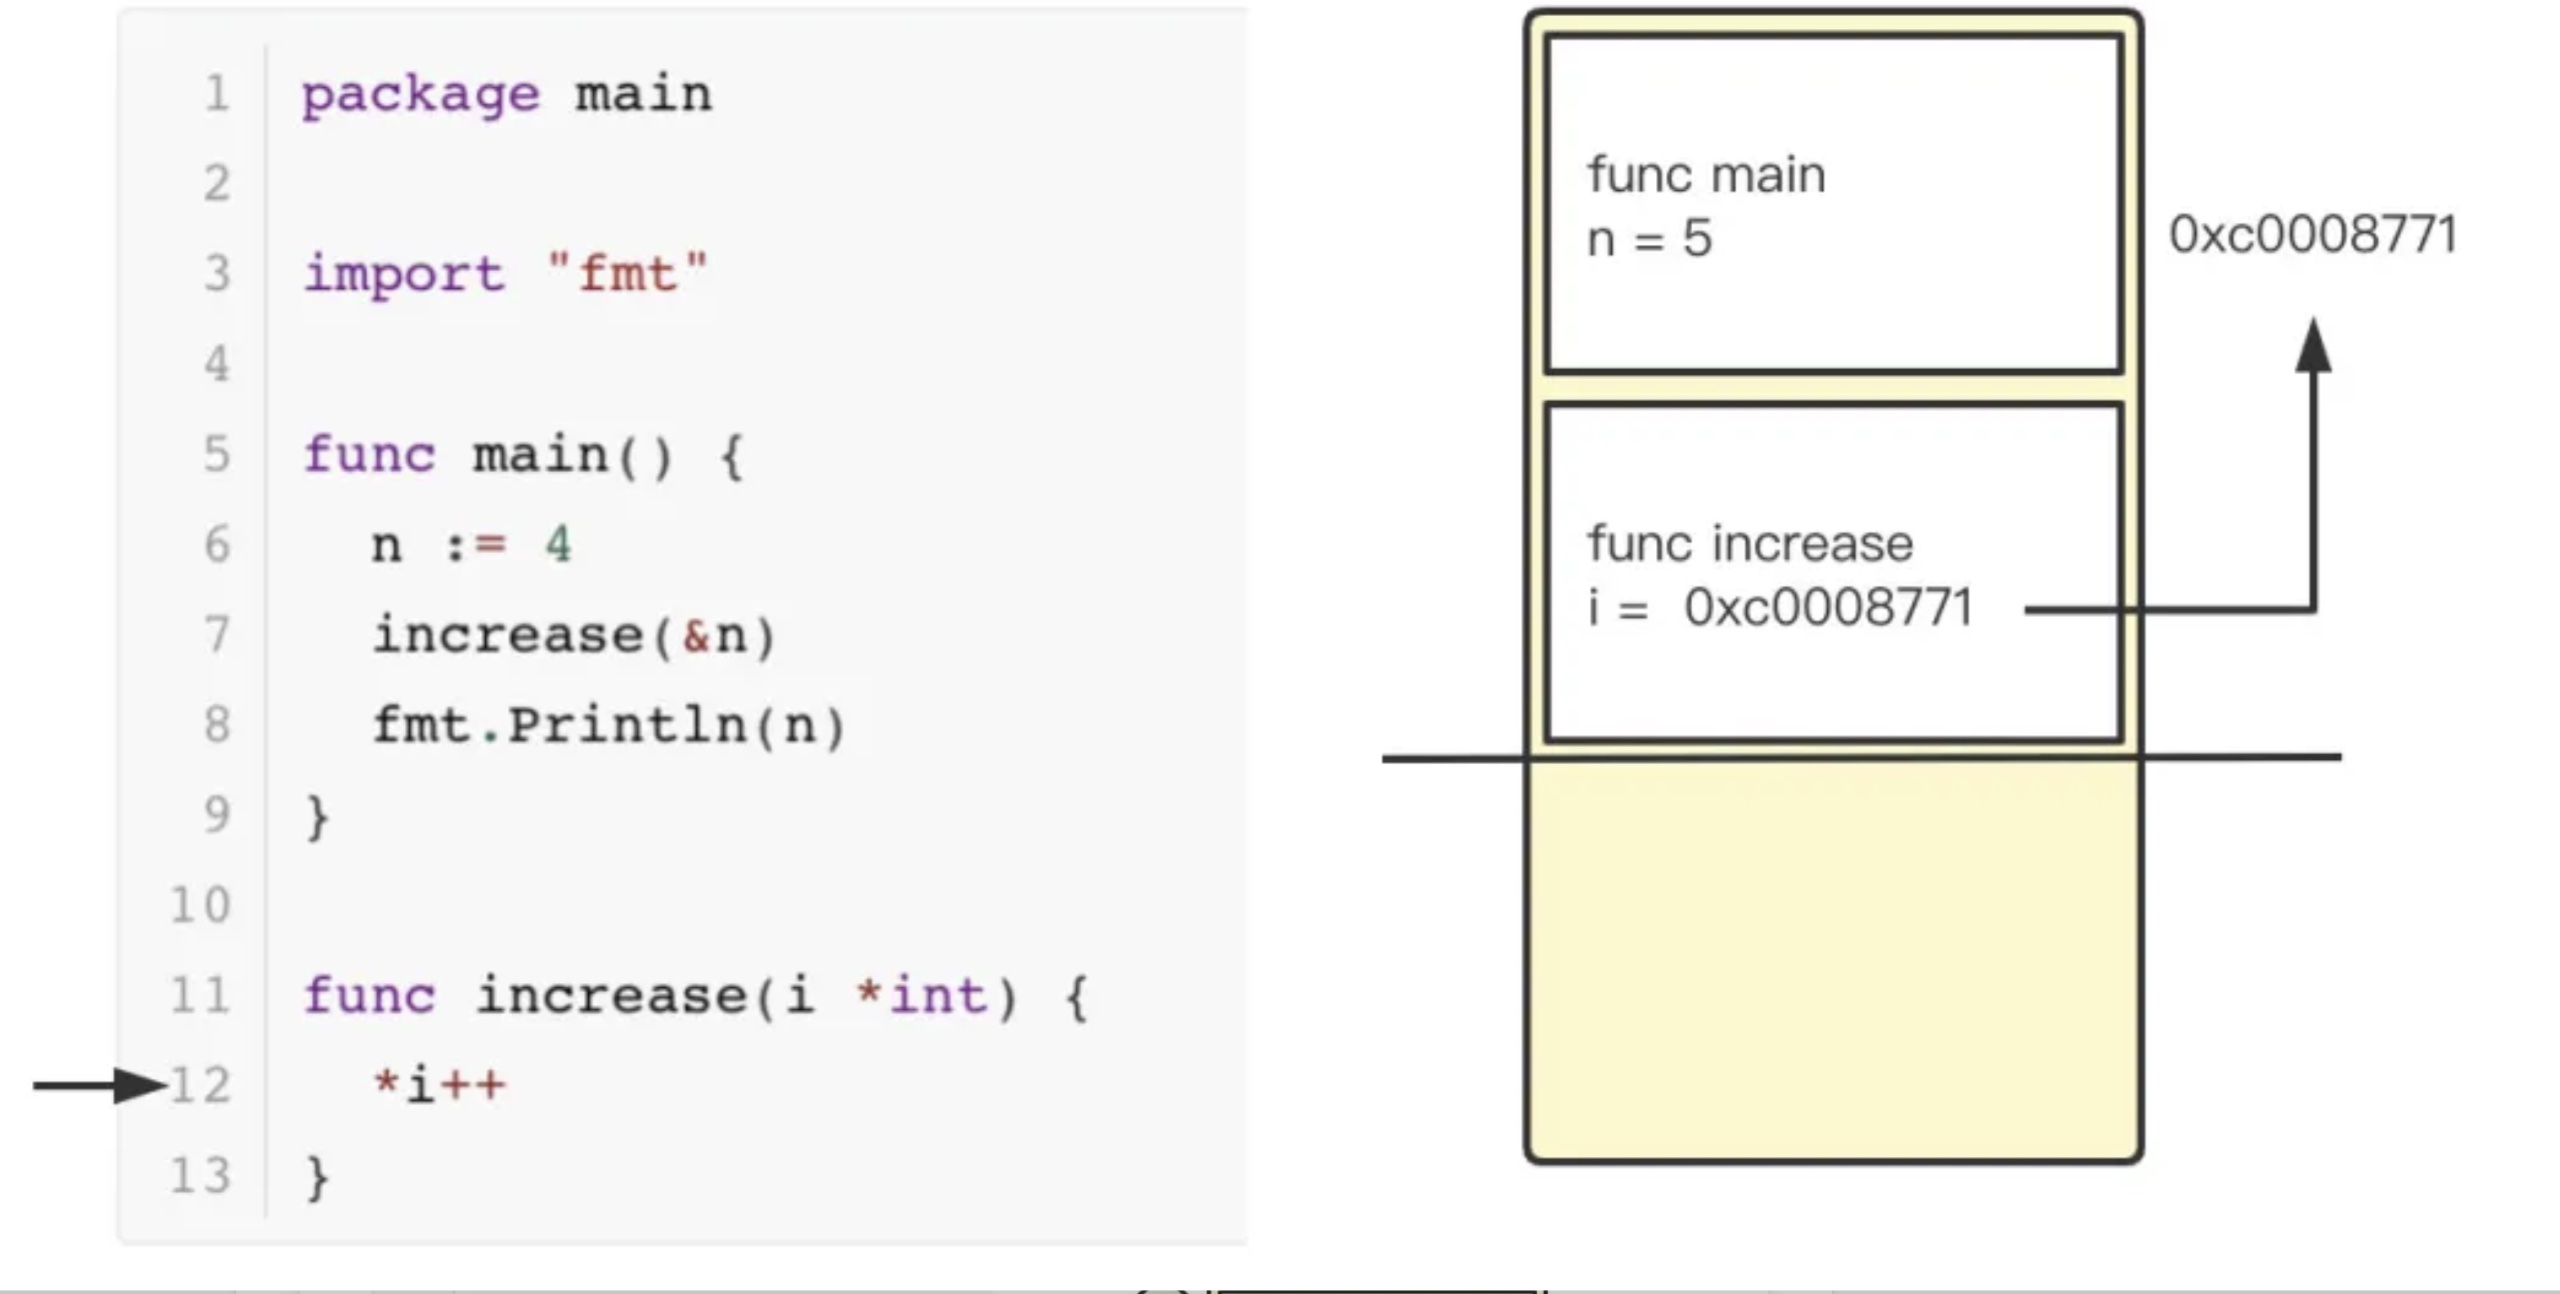 1 package main
2
3 import "fmt"
4
5 func main() {
6 n := 4
7 increase(&n)
8 fmt.Println(n)
9 }
10
11 func increase(i *int) {
12 *i++
13 }
func main
n = 5
0xc0008771
func increase
i = 0xc0008771